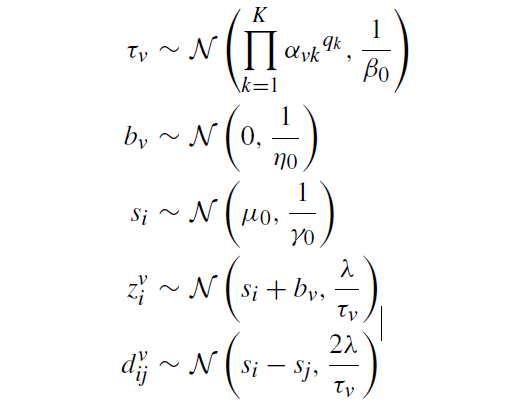 τ_v ∼ 𝒩(∏_{k=1}^{K} α_{vk}^{q_k}, 1/β_0)
b_v ∼ 𝒩(0, 1/η_0)
s_i ∼ 𝒩(μ_0, 1/γ_0)
z_i^v ∼ 𝒩(s_i + b_v, λ/τ_v)
d_{ij}^v ∼ 𝒩(s_i − s_j, 2λ/τ_v)